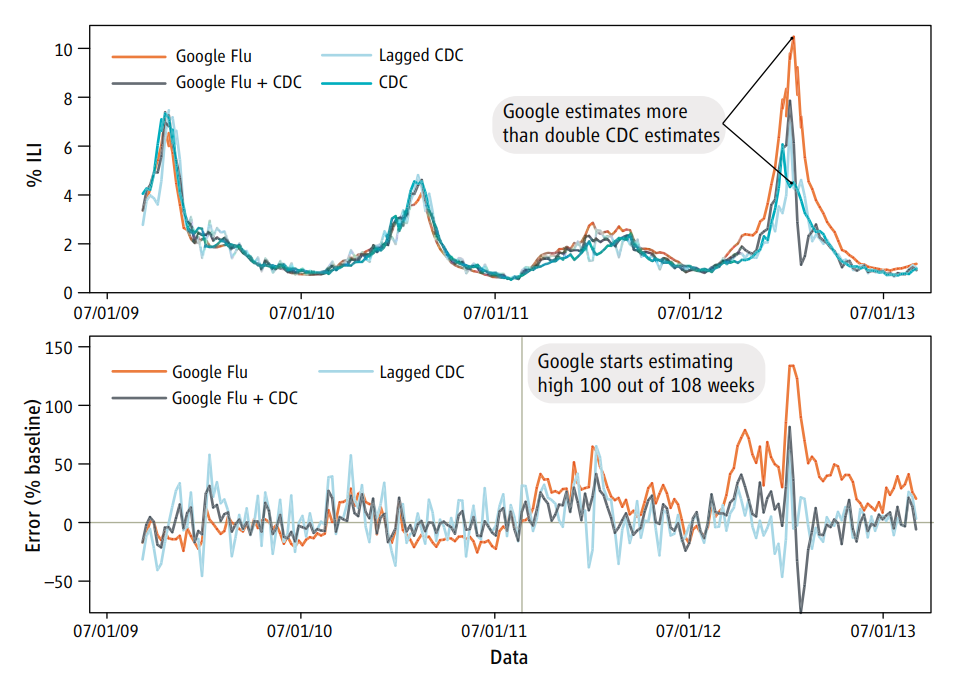 % ILI
10
8
6
4
2
0
Google Flu
Google Flu + CDC
Lagged CDC
CDC
Google estimates more
than double CDC estimates
07/01/09
07/01/10
07/01/11
07/01/12
07/01/13
Error (% baseline)
150
100
50
0
–50
Google Flu
Google Flu + CDC
Lagged CDC
Google starts estimating
high 100 out of 108 weeks
07/01/09
07/01/10
07/01/11
07/01/12
07/01/13
Data